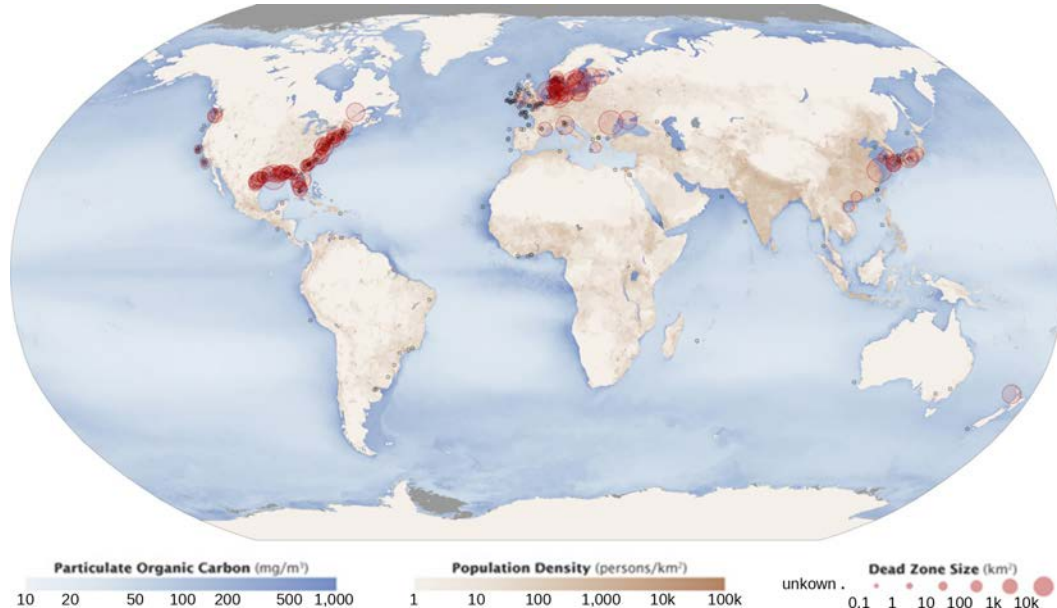 Particulate Organic Carbon (mg/m³)
10 20 50 100 200 500 1,000
Population Density (persons/km²)
1 10 100 1,000 10k 100k
Dead Zone Size (km²)
unkown . 0.1 1 10 100 1k 10k